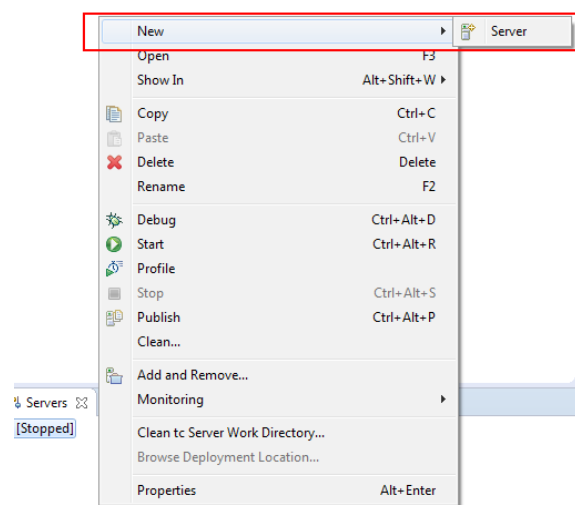 New Server
Open F3
Show In Alt+Shift+W
Copy Ctrl+C
Paste Ctrl+V
Delete Delete
Rename F2
Debug Ctrl+Alt+D
Start Ctrl+Alt+R
Profile
Stop Ctrl+Alt+S
Publish Ctrl+Alt+P
Clean...
Add and Remove...
Monitoring
Servers
[Stopped]
Clean tc Server Work Directory...
Browse Deployment Location...
Properties Alt+Enter